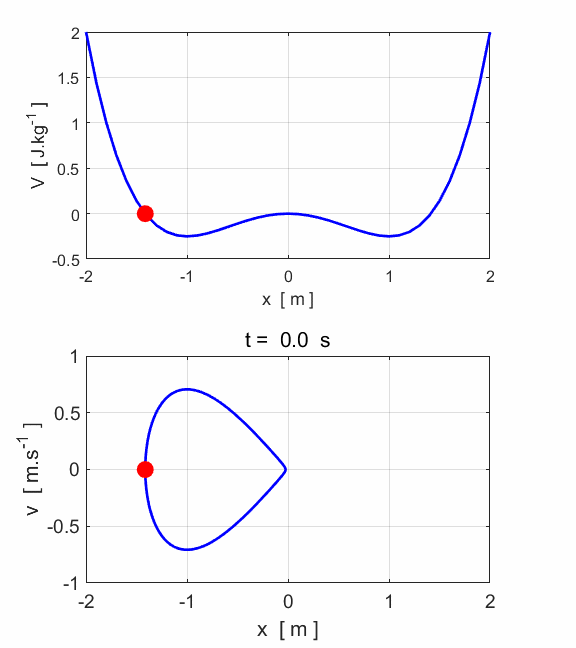 2
1.5
1
0.5
0
-0.5
V [ J.kg-1 ]
-2 -1 0 1 2
x [ m ]
t = 0.0 s
1
0.5
0
-0.5
-1
v [ m.s-1 ]
-2 -1 0 1 2
x [ m ]